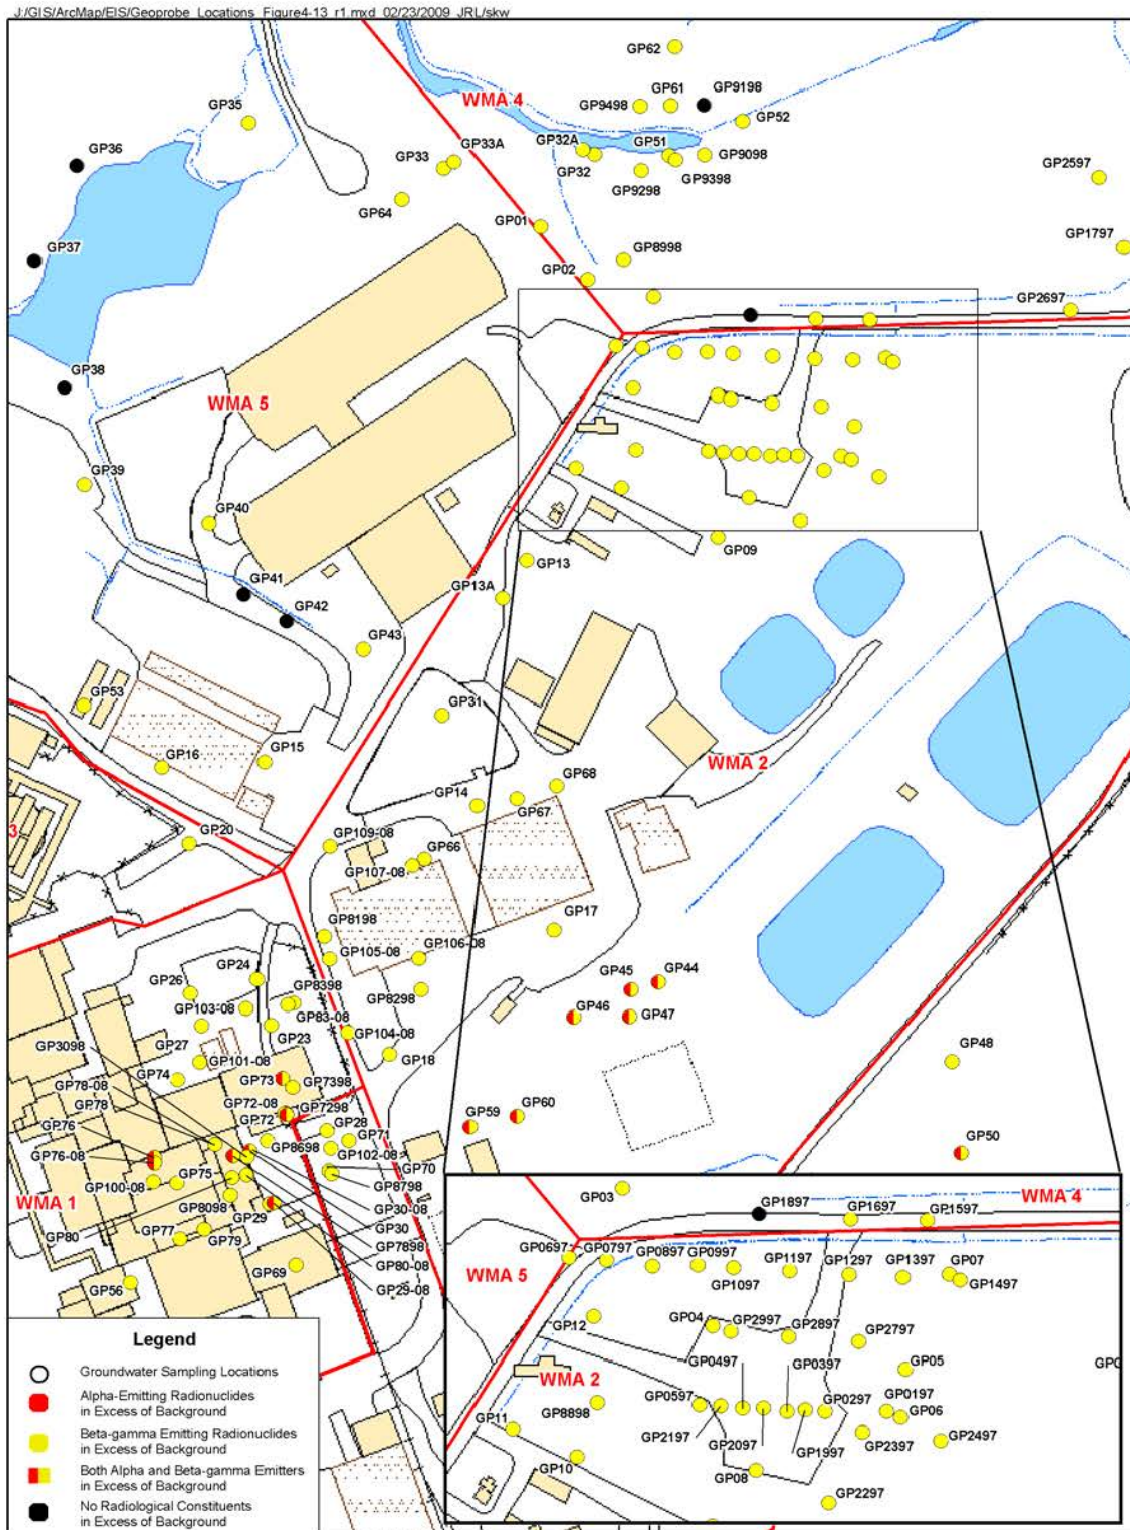 J:/GIS/ArcMap/EIS/Geoprobe_Locations_Figure4-13_r1.mxd 02/23/2009 JRL/skw
GP62
WMA 4
GP9498
GP61
GP9198
GP35
GP52
GP36
GP33A
GP32A
GP51
GP33
GP32
GP9098
GP9298
GP9398
GP2597
GP64
GP01
GP37
GP8998
GP1797
GP02
GP2697
GP38
WMA 5
GP39
GP40
GP09
GP13
GP41
GP13A
GP42
GP43
GP53
GP31
GP15
GP16
WMA 2
GP68
GP14
GP67
3
GP20
GP109-08
GP66
GP107-08
GP8198
GP17
GP106-08
GP105-08
GP24
GP26
GP45
GP44
GP8398
GP8298
GP103-08
GP46
GP47
GP83-08
GP3098
GP23
GP104-08
GP27
GP18
GP48
GP101-08
GP78-08
GP74
GP73
GP7398
GP78
GP72-08
GP7298
GP59
GP60
GP76
GP72
GP28
GP71
GP50
GP8698
GP76-08
GP102-08
GP70
GP75
GP100-08
GP8798
WMA 1
GP8098
GP30-08
GP29
GP30
GP80
GP77
GP7898
GP79
GP80-08
GP69
GP56
GP29-08
GP03
GP1897
WMA 4
GP1697
GP1597
GP0697
GP0797
GP0897
GP0997
GP1197
GP1297
GP1397
GP07
WMA 5
GP1097
GP1497
GP12
GP04
GP2997
GP2897
GP2797
GP0497
GP0397
GP05
GP0
WMA 2
GP0597
GP0297
GP0197
GP8898
GP06
GP11
GP2197
GP2097
GP1997
GP2397
GP2497
GP10
GP08
GP2297
Legend
Groundwater Sampling Locations
Alpha-Emitting Radionuclides
in Excess of Background
Beta-gamma Emitting Radionuclides
in Excess of Background
Both Alpha and Beta-gamma Emitters
in Excess of Background
No Radiological Constituents
in Excess of Background